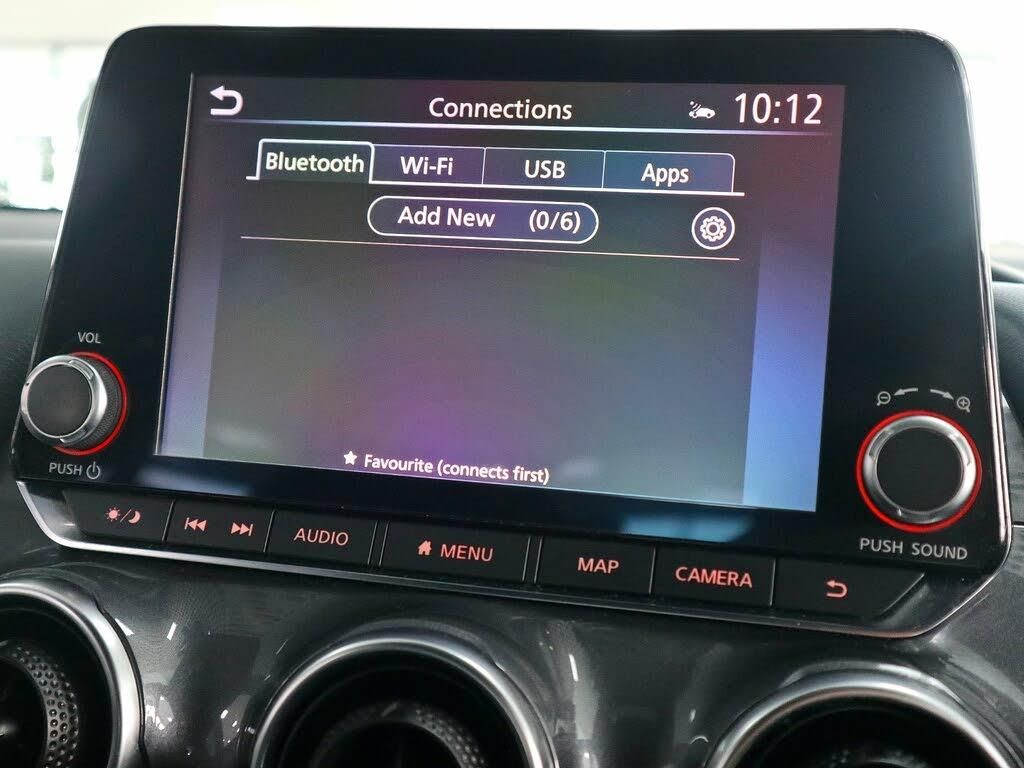 Connections
10:12
Bluetooth
Wi-Fi
USB
Apps
Add New (0/6)
Favourite (connects first)
VOL
PUSH
PUSH SOUND
AUDIO
MENU
MAP
CAMERA